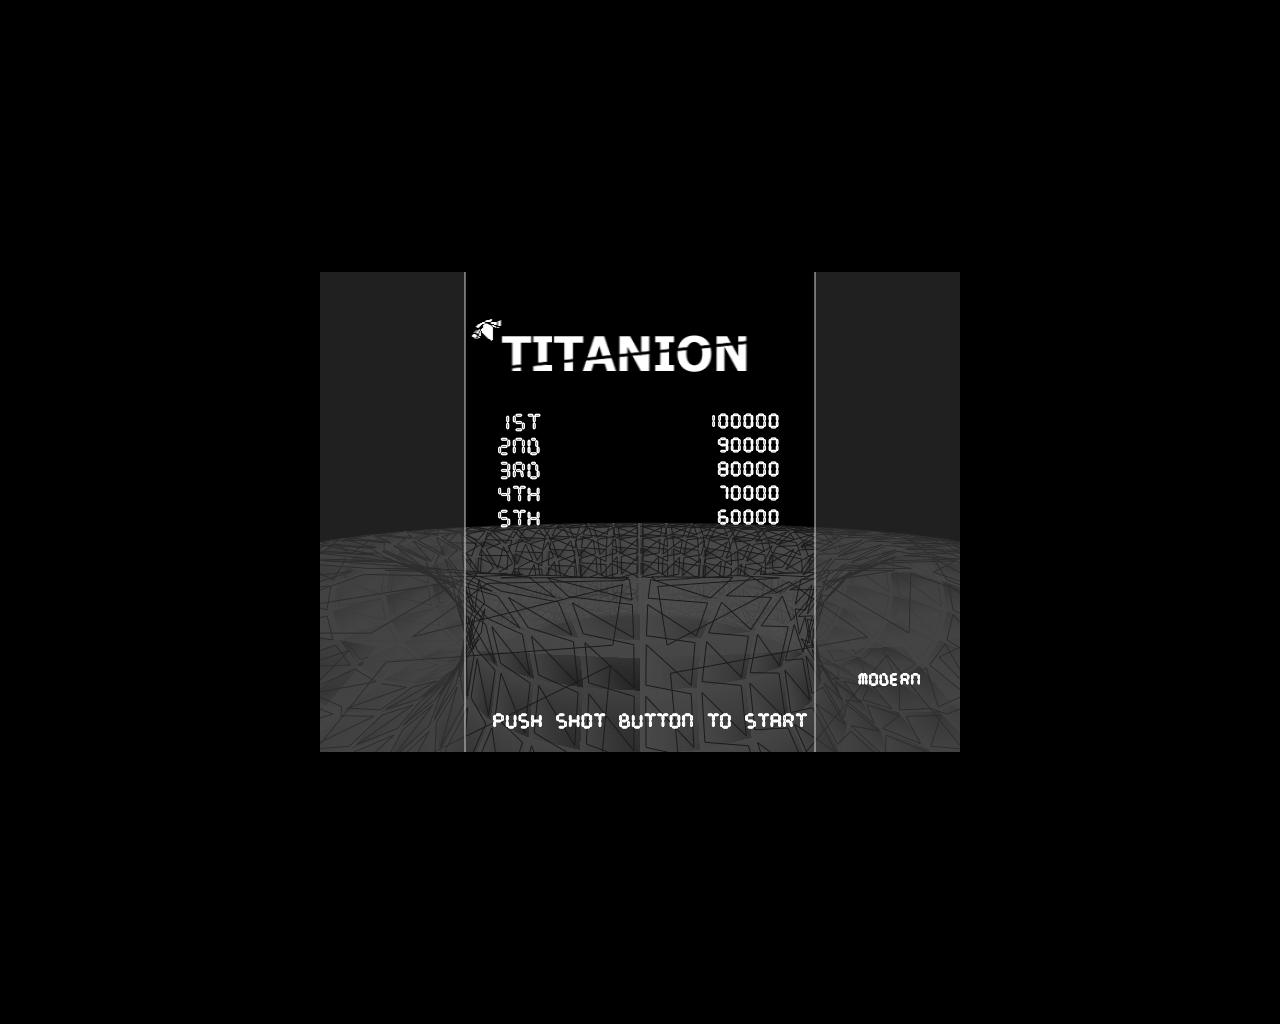 TITANION
1ST 100000
2ND 90000
3RD 80000
4TH 70000
5TH 60000
MODERN
PUSH SHOT BUTTON TO START